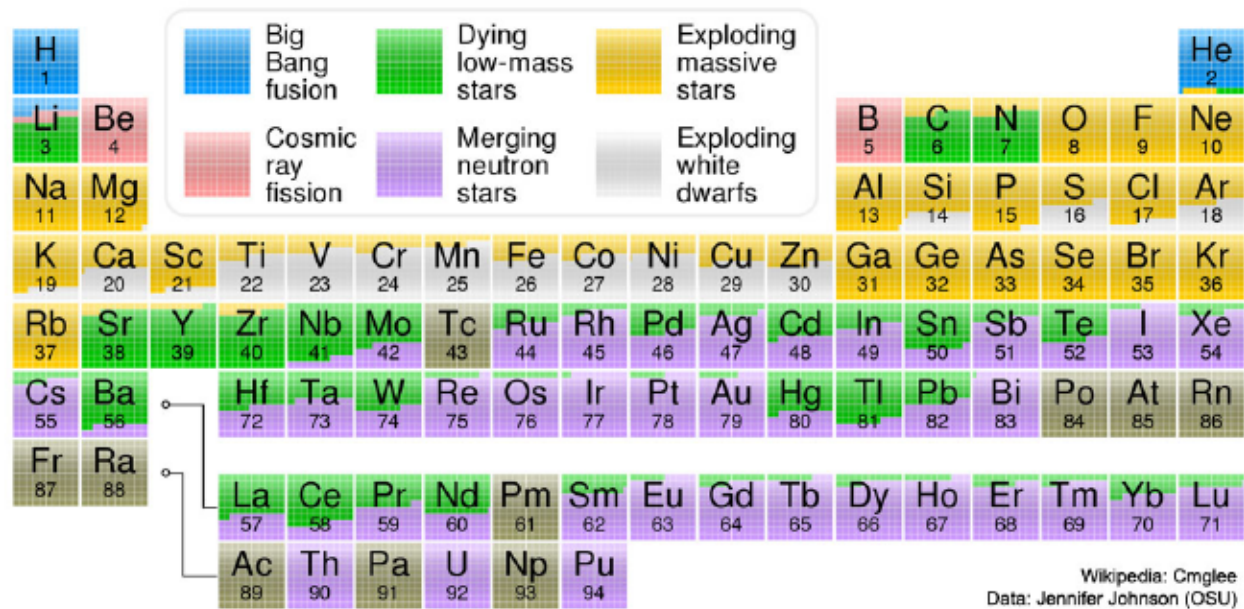 H
1
Big
Bang
fusion
Dying
low-mass
stars
Exploding
massive
stars
He
2
Li
3
Be
4
Cosmic
ray
fission
Merging
neutron
stars
Exploding
white
dwarfs
B
5
C
6
N
7
O
8
F
9
Ne
10
Na
11
Mg
12
Al
13
Si
14
P
15
S
16
Cl
17
Ar
18
K
19
Ca
20
Sc
21
Ti
22
V
23
Cr
24
Mn
25
Fe
26
Co
27
Ni
28
Cu
29
Zn
30
Ga
31
Ge
32
As
33
Se
34
Br
35
Kr
36
Rb
37
Sr
38
Y
39
Zr
40
Nb
41
Mo
42
Tc
43
Ru
44
Rh
45
Pd
46
Ag
47
Cd
48
In
49
Sn
50
Sb
51
Te
52
I
53
Xe
54
Cs
55
Ba
56
Hf
72
Ta
73
W
74
Re
75
Os
76
Ir
77
Pt
78
Au
79
Hg
80
Tl
81
Pb
82
Bi
83
Po
84
At
85
Rn
86
Fr
87
Ra
88
La
57
Ce
58
Pr
59
Nd
60
Pm
61
Sm
62
Eu
63
Gd
64
Tb
65
Dy
66
Ho
67
Er
68
Tm
69
Yb
70
Lu
71
Ac
89
Th
90
Pa
91
U
92
Np
93
Pu
94
Wikipedia: Cmglee
Data: Jennifer Johnson (OSU)